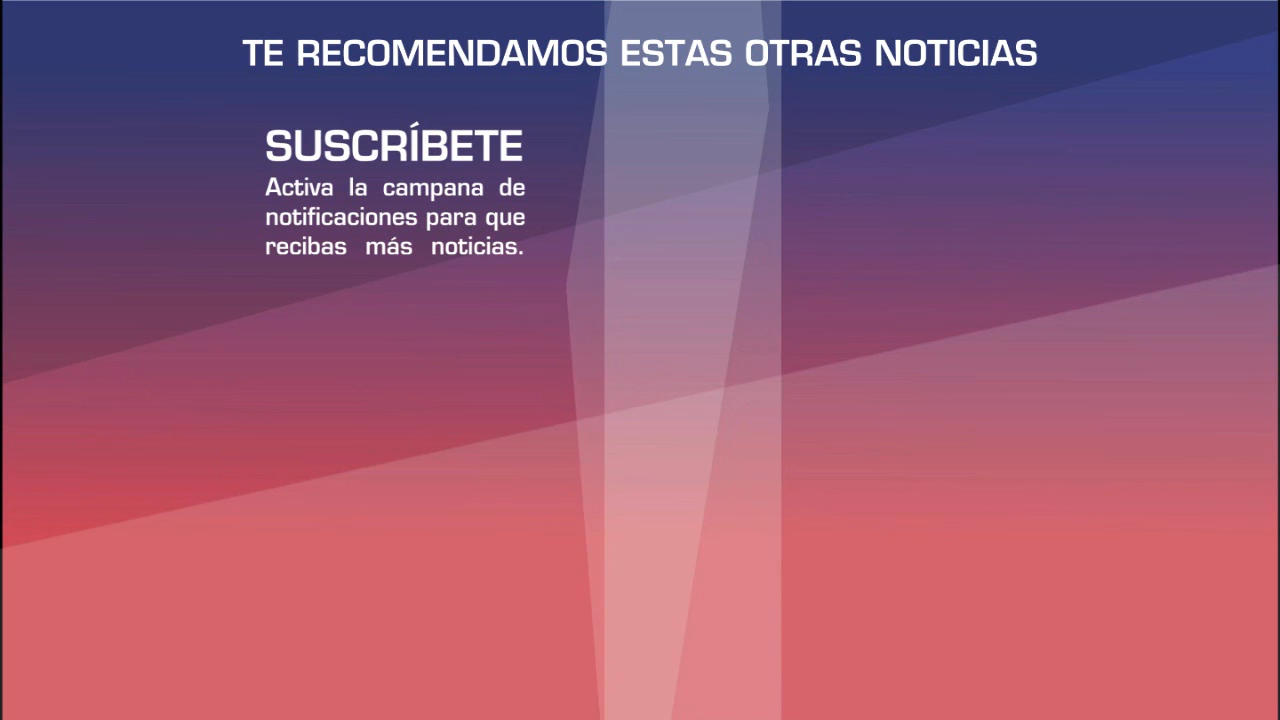 TE RECOMENDAMOS ESTAS OTRAS NOTICIAS
SUSCRÍBETE
Activa la campana de
notificaciones para que
recibas más noticias.